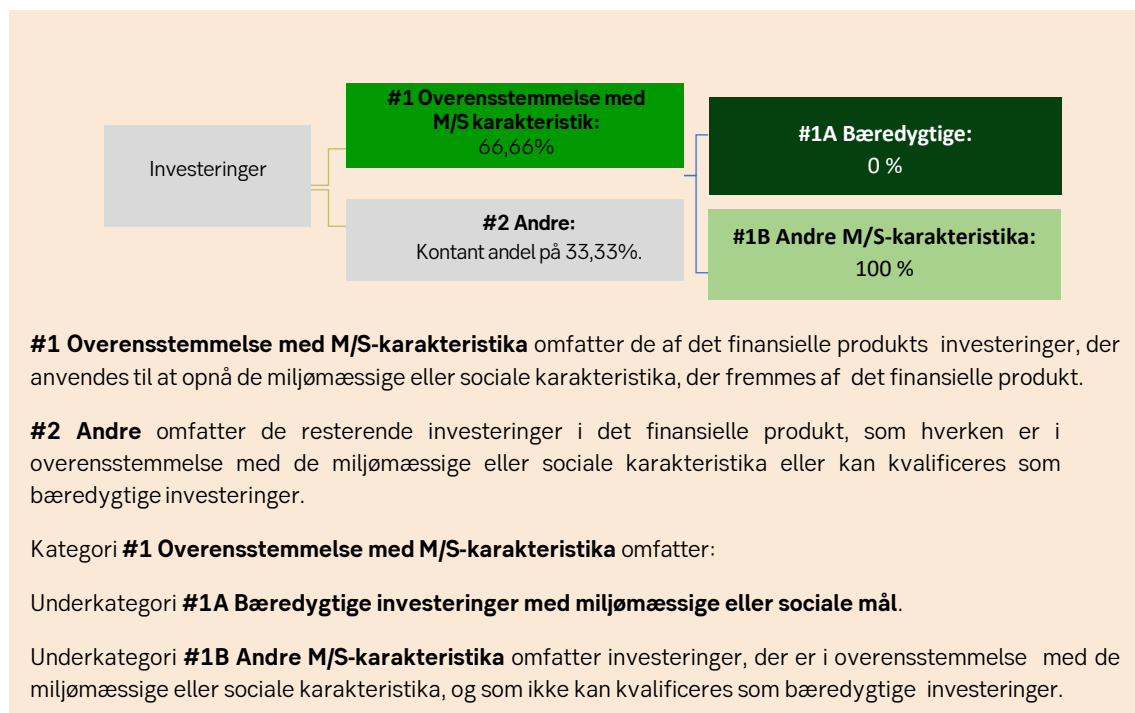 Investeringer
#1 Overensstemmelse med
M/S karakteristik:
66,66%
#2 Andre:
Kontant andel på 33,33%.
#1A Bæredygtige:
0 %
#1B Andre M/S-karakteristika:
100 %
#1 Overensstemmelse med M/S-karakteristika omfatter de af det finansielle produkts investeringer, der
anvendes til at opnå de miljømæssige eller sociale karakteristika, der fremmes af det finansielle produkt.
#2 Andre omfatter de resterende investeringer i det finansielle produkt, som hverken er i
overensstemmelse med de miljømæssige eller sociale karakteristika eller kan kvalificeres som
bæredygtige investeringer.
Kategori #1 Overensstemmelse med M/S-karakteristika omfatter:
Underkategori #1A Bæredygtige investeringer med miljømæssige eller sociale mål.
Underkategori #1B Andre M/S-karakteristika omfatter investeringer, der er i overensstemmelse med de
miljømæssige eller sociale karakteristika, og som ikke kan kvalificeres som bæredygtige investeringer.